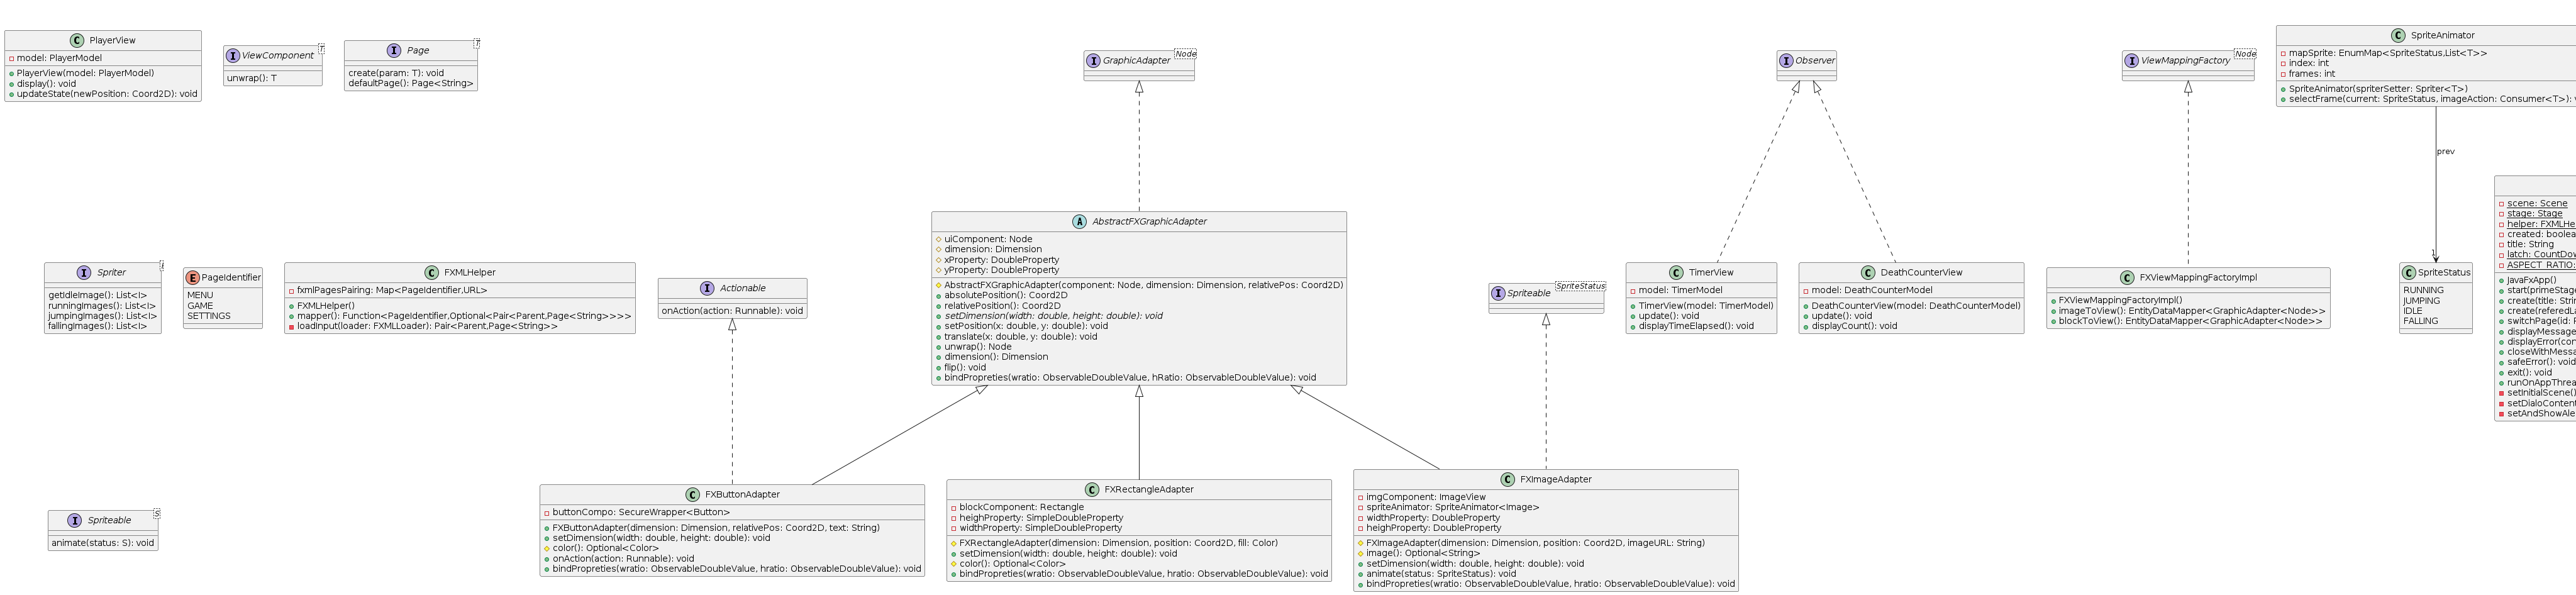 PlayerView
model: PlayerModel
PlayerView(model: PlayerModel)
display(): void
updateState(newPosition: Coord2D): void
ViewComponent
T
unwrap(): T
Page
T
create(param: T): void
defaultPage(): Page<String>
GraphicAdapter
Node
Observer
ViewMappingFactory
Node
SpriteAnimator
mapSprite: EnumMap<SpriteStatus,List<T>>
index: int
frames: int
SpriteAnimator(spriterSetter: Spriter<T>)
selectFrame(current: SpriteStatus, imageAction: Consumer<T>):
prev
1
Spriter
I
getIdleImage(): List<I>
runningImages(): List<I>
jumpingImages(): List<I>
fallingImages(): List<I>
PageIdentifier
MENU
GAME
SETTINGS
FXMLHelper
fxmlPagesPairing: Map<PageIdentifier,URL>
FXMLHelper()
mapper(): Function<PageIdentifier,Optional<Pair<Parent,Page<String>>>>
loadInput(loader: FXMLLoader): Pair<Parent,Page<String>>
Actionable
onAction(action: Runnable): void
AbstractFXGraphicAdapter
uiComponent: Node
dimension: Dimension
xProperty: DoubleProperty
yProperty: DoubleProperty
AbstractFXGraphicAdapter(component: Node, dimension: Dimension, relativePos: Coord2D)
absolutePosition(): Coord2D
relativePosition(): Coord2D
setDimension(width: double, height: double): void
setPosition(x: double, y: double): void
translate(x: double, y: double): void
unwrap(): Node
dimension(): Dimension
flip(): void
bindPropreties(wratio: ObservableDoubleValue, hRatio: ObservableDoubleValue): void
Spriteable
SpriteStatus
TimerView
model: TimerModel
TimerView(model: TimerModel)
update(): void
displayTimeElapsed(): void
DeathCounterView
model: DeathCounterModel
DeathCounterView(model: DeathCounterModel)
update(): void
displayCount(): void
FXViewMappingFactoryImpl
FXViewMappingFactoryImpl()
imageToView(): EntityDataMapper<GraphicAdapter<Node>>
blockToView(): EntityDataMapper<GraphicAdapter<Node>>
SpriteStatus
RUNNING
JUMPING
IDLE
FALLING
scene: Scene
stage: Stage
helper: FXMLHe
created: boolea
title: String
latch: CountDow
ASPECT_RATIO:
JavaFxApp()
start(primeStage
create(title: Strin
create(referedLa
switchPage(id:
displayMessage
displayError(con
closeWithMessa
safeError(): void
exit(): void
runOnAppThrea
setInitialScene()
setDialoContent
setAndShowAle
Spriteable
S
animate(status: S): void
FXButtonAdapter
buttonCompo: SecureWrapper<Button>
FXButtonAdapter(dimension: Dimension, relativePos: Coord2D, text: String)
setDimension(width: double, height: double): void
color(): Optional<Color>
onAction(action: Runnable): void
bindPropreties(wratio: ObservableDoubleValue, hratio: ObservableDoubleValue): void
FXRectangleAdapter
blockComponent: Rectangle
heighProperty: SimpleDoubleProperty
widthProperty: SimpleDoubleProperty
FXRectangleAdapter(dimension: Dimension, position: Coord2D, fill: Color)
setDimension(width: double, height: double): void
color(): Optional<Color>
bindPropreties(wratio: ObservableDoubleValue, hratio: ObservableDoubleValue): void
FXImageAdapter
imgComponent: ImageView
spriteAnimator: SpriteAnimator<Image>
widthProperty: DoubleProperty
heighProperty: DoubleProperty
FXImageAdapter(dimension: Dimension, position: Coord2D, imageURL: String)
image(): Optional<String>
setDimension(width: double, height: double): void
animate(status: SpriteStatus): void
bindPropreties(wratio: ObservableDoubleValue, hratio: ObservableDoubleValue): void